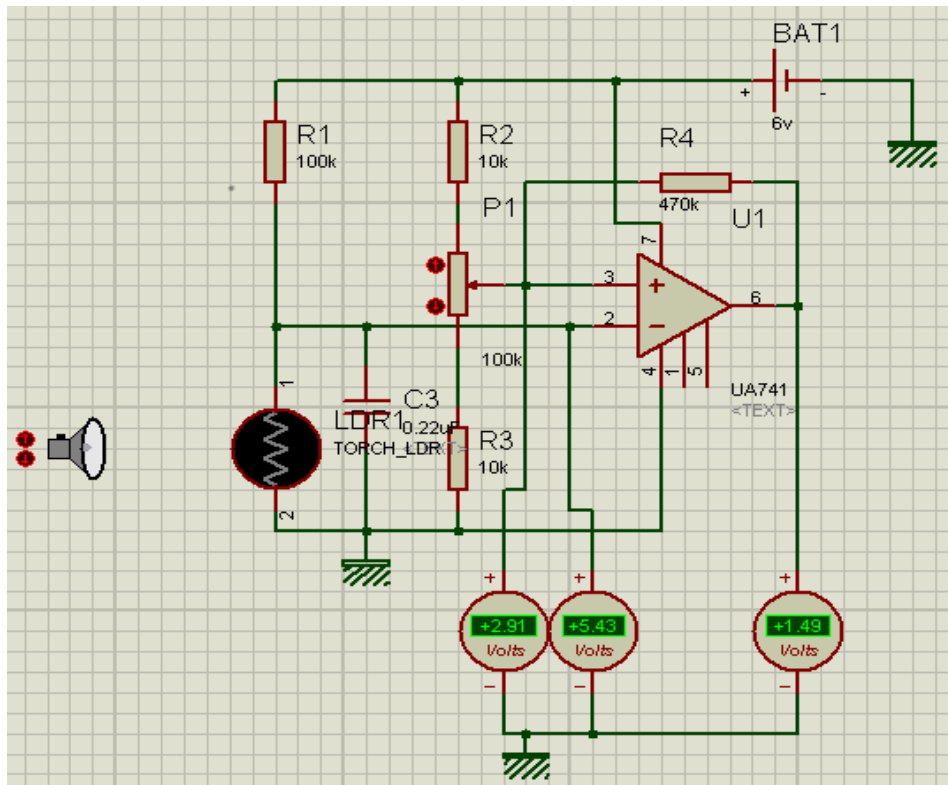 BAT1
+
-
6v
R1
100k
R2
10k
R4
470k
P1
U1
7
3
+
6
2
−
100k
4
1
5
UA741
<TEXT>
1
C3
LDR1
0.22uF
TORCH_LDR
R3
10k
2
+
+
+
+2.91
+5.43
+1.49
Volts
Volts
Volts
−
−
−